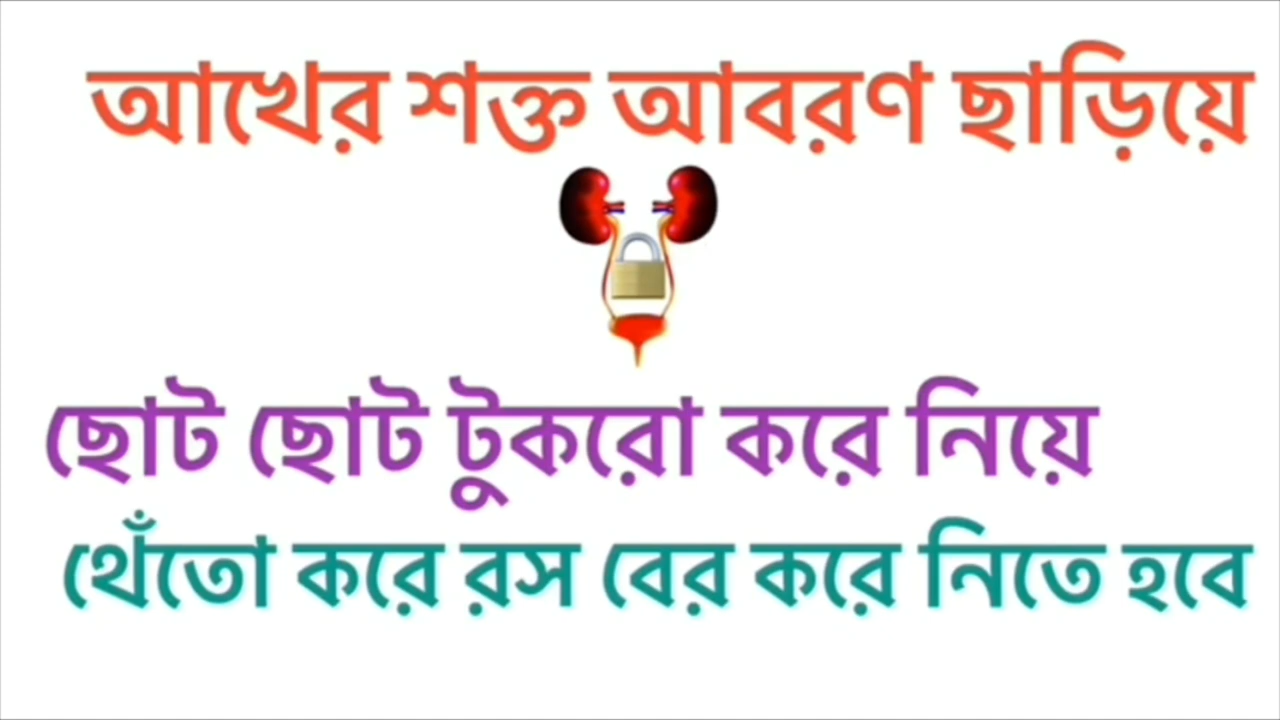 আখের শক্ত আবরণ ছাড়িয়ে
ছোট ছোট টুকরো করে নিয়ে
থেঁতো করে রস বের করে নিতে হবে